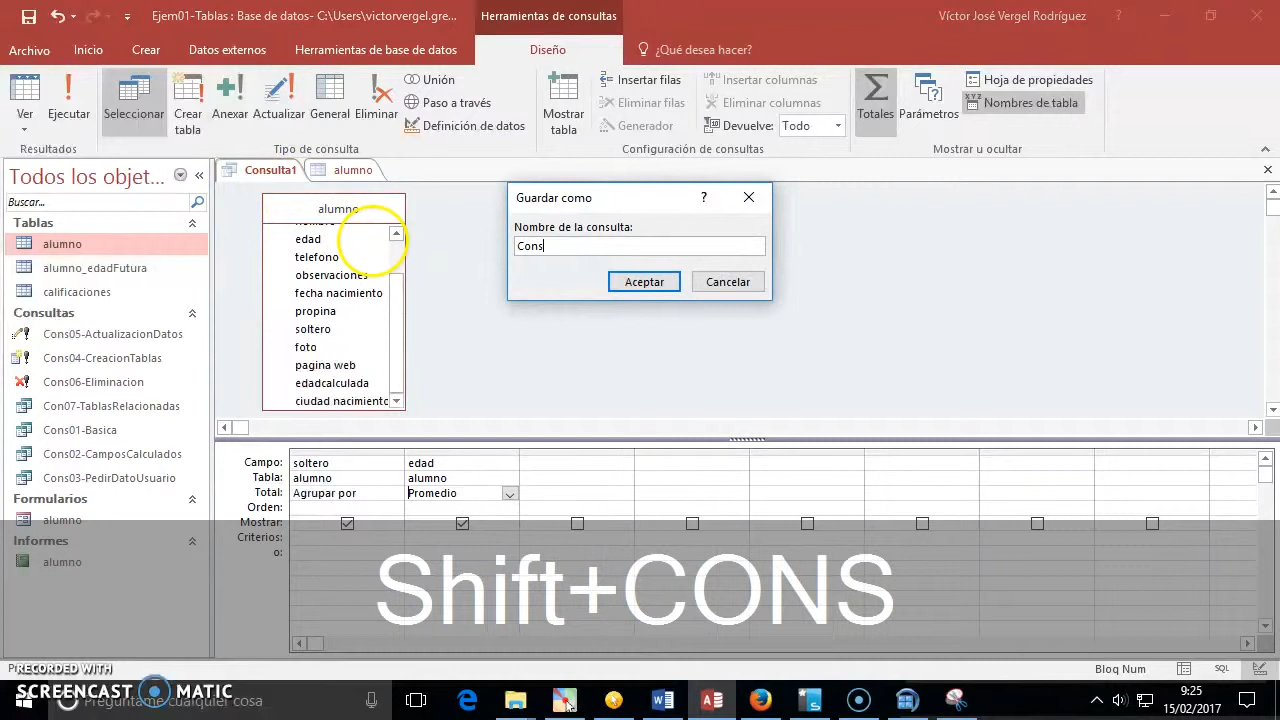 Ejem01-Tablas : Base de datos- C:\Users\victorvergel.gre...
Herramientas de consultas
Víctor José Vergel Rodríguez
Archivo
Inicio
Crear
Datos externos
Herramientas de base de datos
Diseño
¿Qué desea hacer?
Ver
Ejecutar
Seleccionar
Crear tabla
Anexar
Actualizar
General
Eliminar
Unión
Paso a través
Definición de datos
Mostrar tabla
Insertar filas
Eliminar filas
Generador
Insertar columnas
Eliminar columnas
Devuelve: Todo
Totales
Parámetros
Hoja de propiedades
XYZ Nombres de tabla
Resultados
Tipo de consulta
Configuración de consultas
Mostrar u ocultar
Todos los objet...
Buscar...
Tablas
alumno
alumno_edadFutura
calificaciones
Consultas
Cons05-ActualizacionDatos
Cons04-CreacionTablas
Cons06-Eliminacion
Con07-TablasRelacionadas
Cons01-Basica
Cons02-CamposCalculados
Cons03-PedirDatoUsuario
Formularios
alumno
Informes
alumno
Consulta1
alumno
alumno
edad
telefono
observaciones
fecha nacimiento
propina
soltero
foto
pagina web
edadcalculada
ciudad nacimiento
Guardar como
?
Nombre de la consulta:
Cons
Aceptar
Cancelar
Campo: soltero edad
Tabla: alumno alumno
Total: Agrupar por Promedio
Orden:
Mostrar:
Criterios:
o:
Shift+CONS
Bloq Num
SQL
RECORDED WITH
SCREENCAST MATIC
Pregúntame cualquier cosa
9:25
15/02/2017